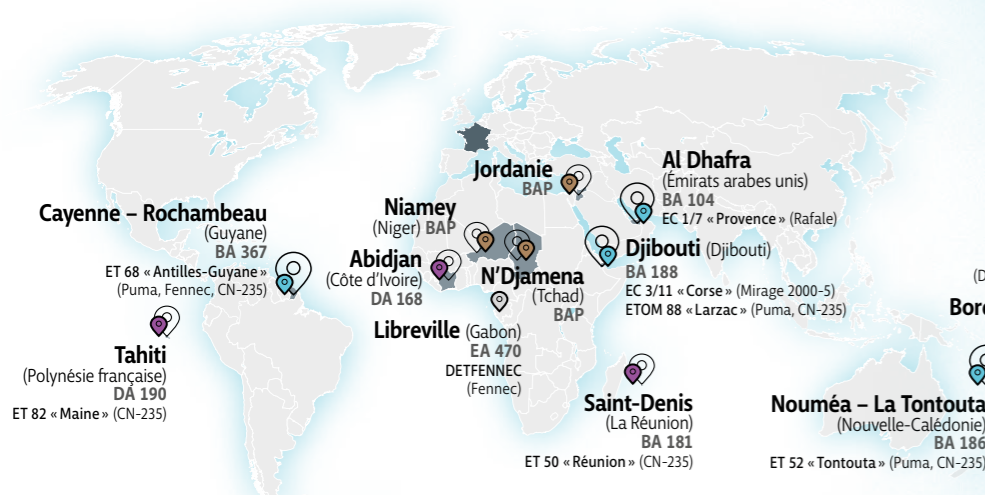 Jordanie
BAP
Al Dhafra
(Émirats arabes unis)
BA 104
EC 1/7 « Provence » (Rafale)
Cayenne – Rochambeau
(Guyane)
BA 367
ET 68 « Antilles-Guyane »
(Puma, Fennec, CN-235)
Niamey
(Niger) BAP
Abidjan
(Côte d’Ivoire)
DA 168
N’Djamena
(Tchad)
BAP
Djibouti (Djibouti)
BA 188
EC 3/11 « Corse » (Mirage 2000-5)
ETOM 88 « Larzac » (Puma, CN-235)
Libreville (Gabon)
EA 470
DETFENNEC
(Fennec)
Tahiti
(Polynésie française)
DA 190
ET 82 « Maine » (CN-235)
Saint-Denis
(La Réunion)
BA 181
ET 50 « Réunion » (CN-235)
(D
Bor
Nouméa – La Tontouta
(Nouvelle-Calédonie)
BA 186
ET 52 « Tontouta » (Puma, CN-235)